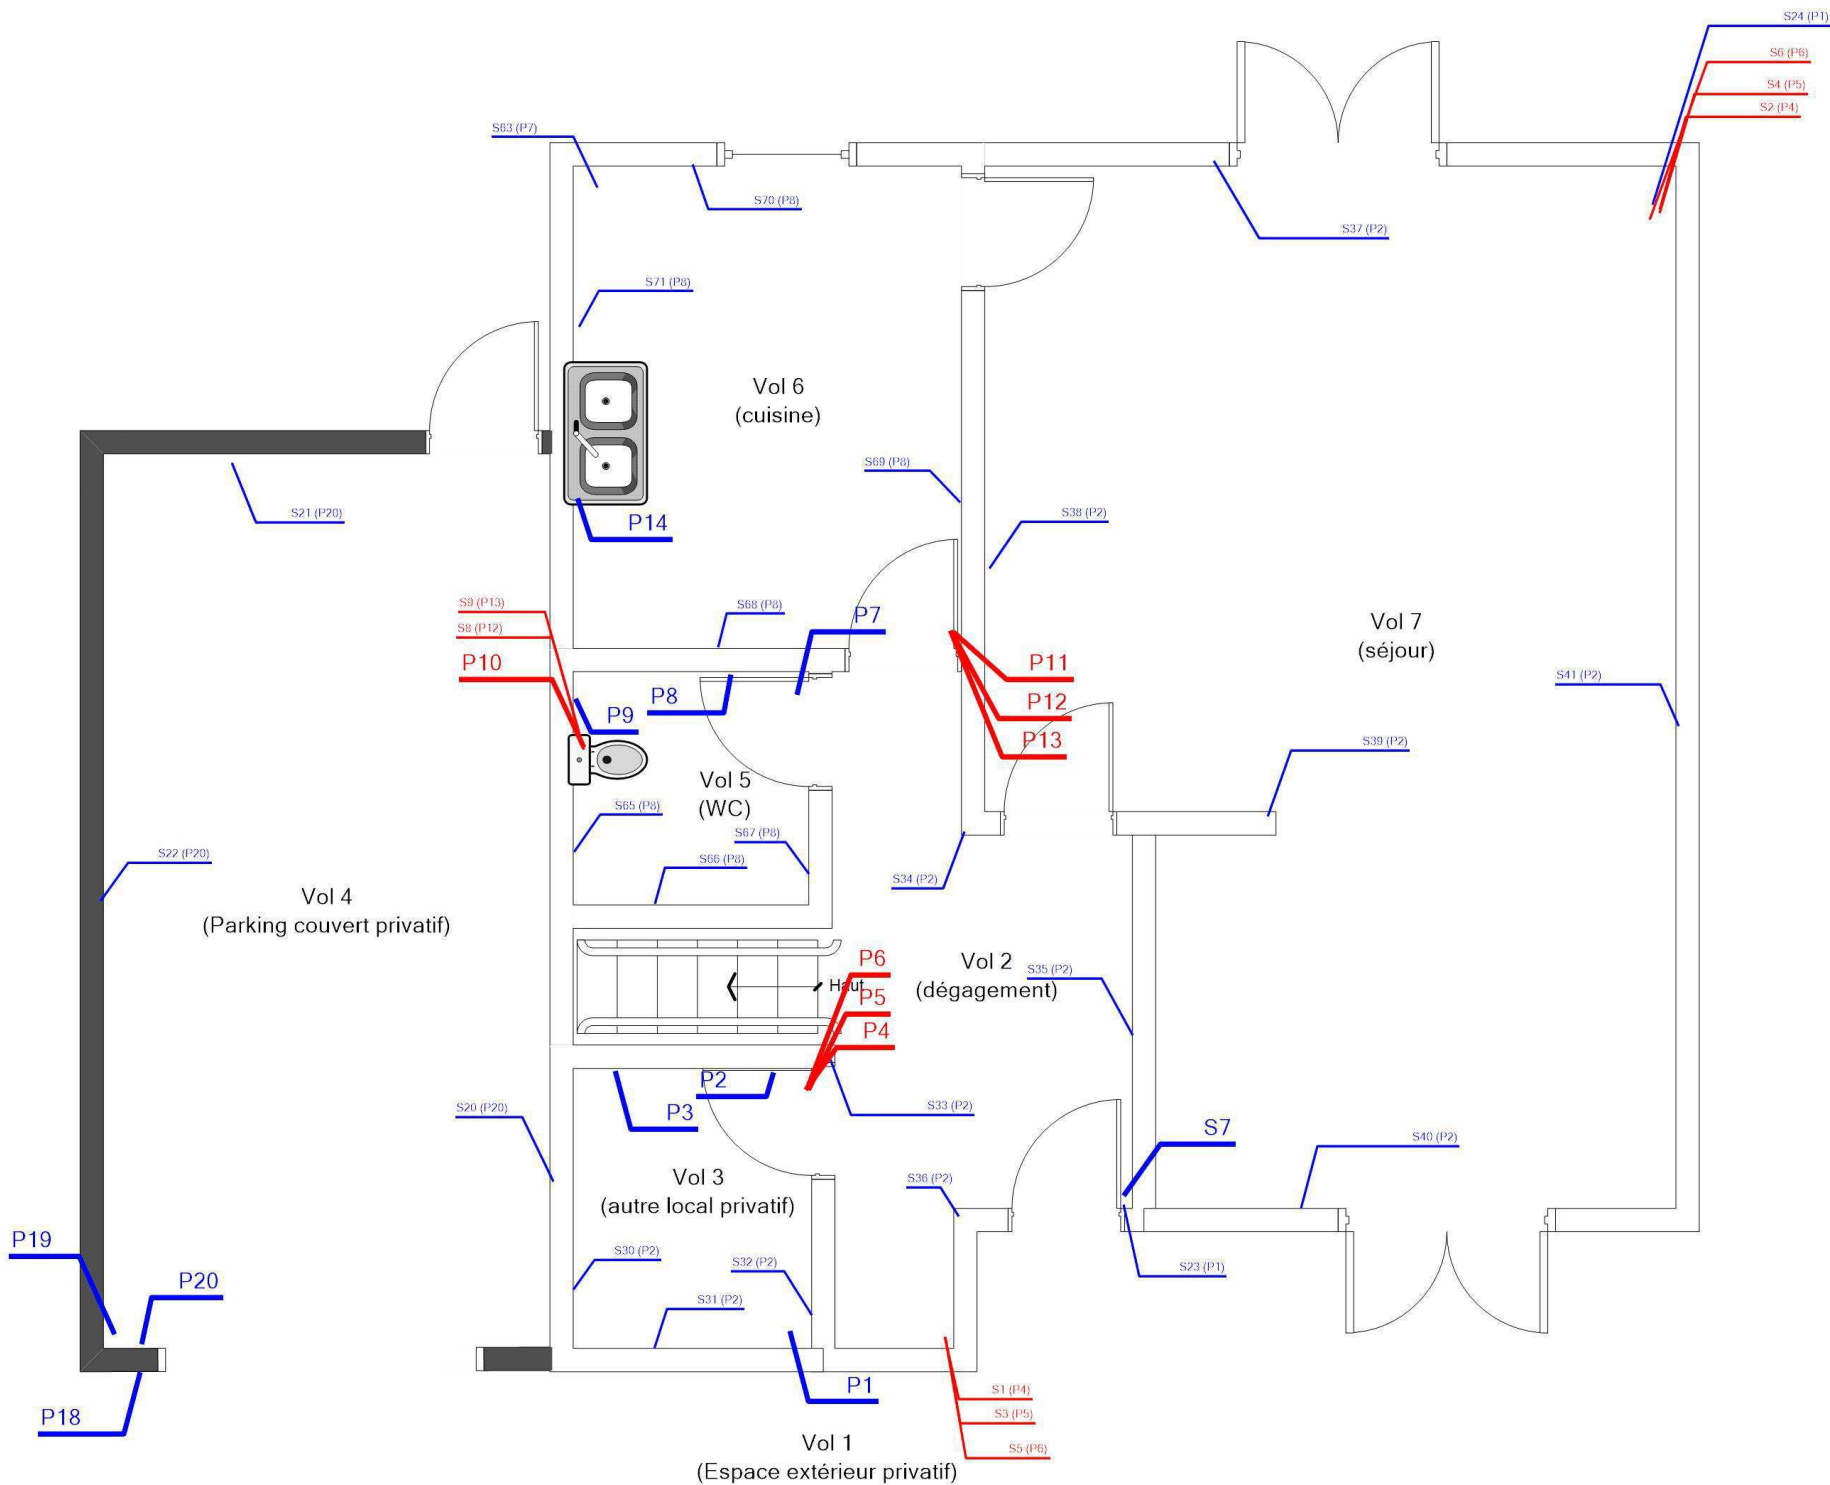 S24 (P1)
S6 (P6)
S4 (P5)
S2 (P4)
S63 (P7)
S70 (P8)
S37 (P2)
S71 (P8)
Vol 6
(cuisine)
S69 (P8)
S21 (P20)
P14
S38 (P2)
S9 (P13)
S8 (P12)
P10
S68 (P8)
P7
Vol 7
(séjour)
P11
P12
P13
P8
P9
S41 (P2)
S39 (P2)
Vol 5
(WC)
S65 (P8)
S67 (P8)
S66 (P8)
S34 (P2)
S22 (P20)
Vol 4
(Parking couvert privatif)
P6
Haut
P5
P4
Vol 2
(dégagement)
S35 (P2)
P2
P3
S20 (P20)
S33 (P2)
S7
S40 (P2)
Vol 3
(autre local privatif)
S36 (P2)
P19
P20
S30 (P2)
S32 (P2)
S23 (P1)
S31 (P2)
P1
P18
S1 (P4)
S3 (P5)
S5 (P6)
Vol 1
(Espace extérieur privatif)